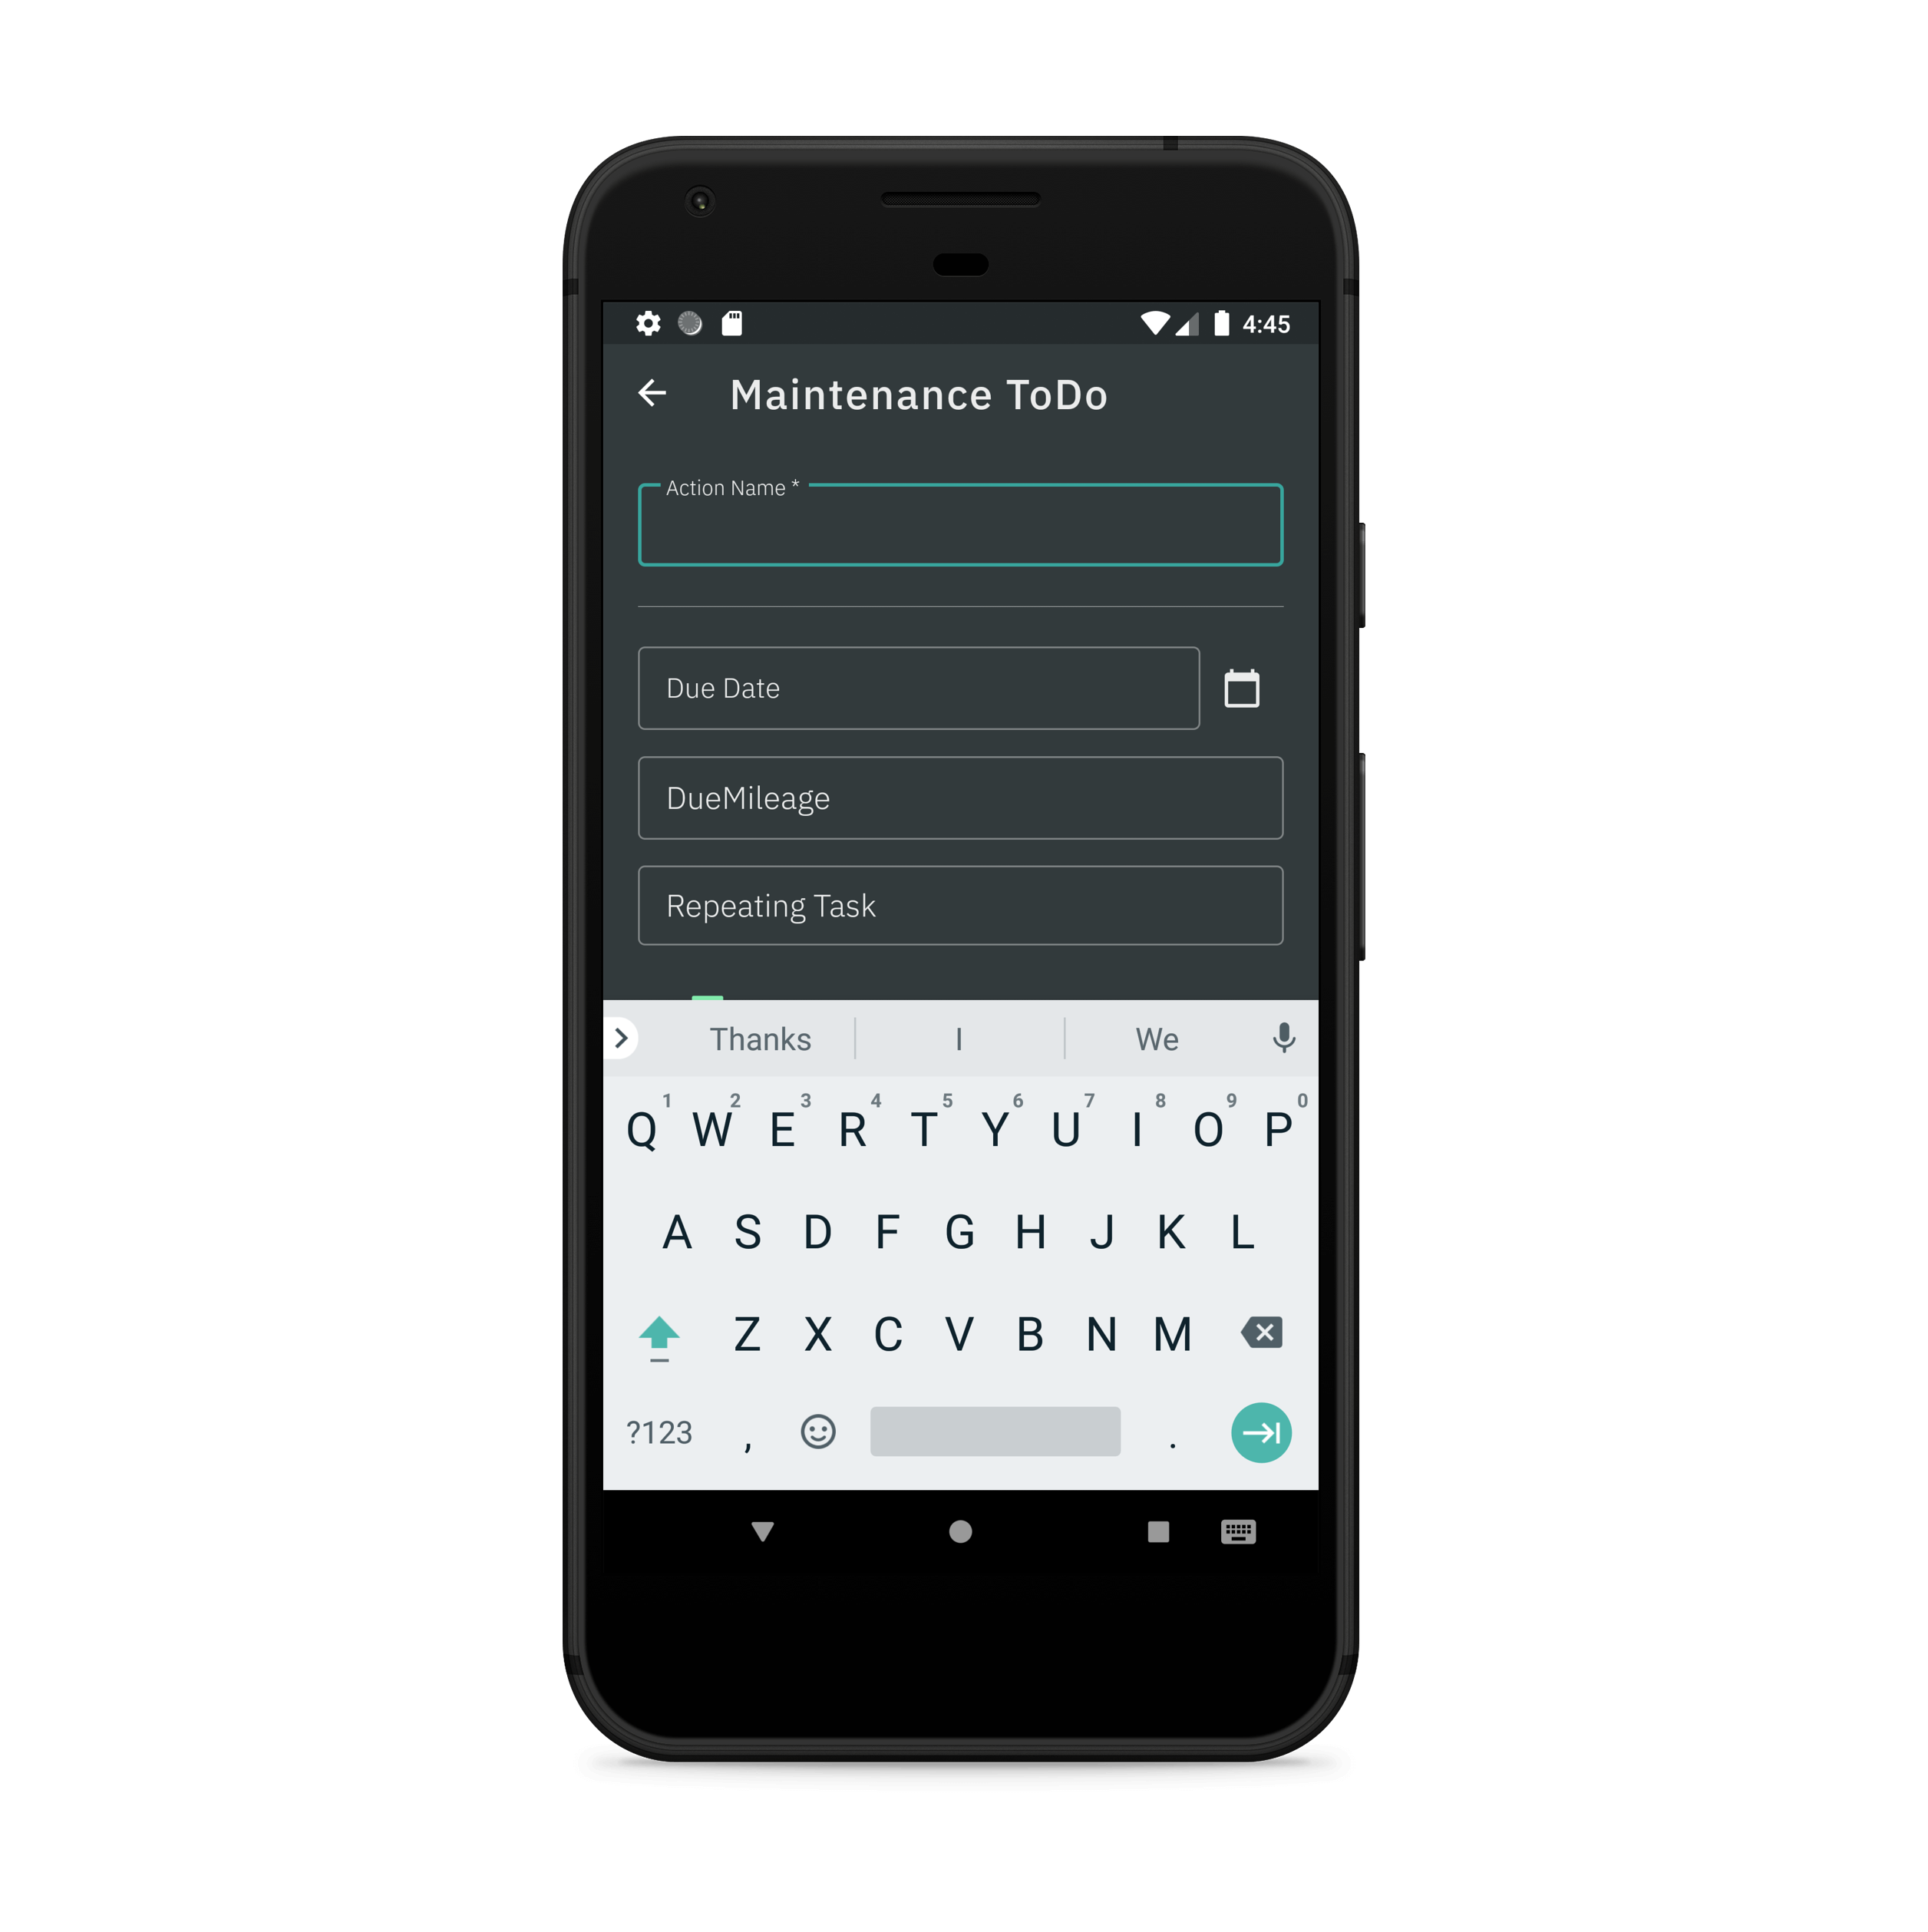 4:45
Maintenance ToDo
Action Name *
Due Date
DueMileage
Repeating Task
Thanks I We
1 2 3 4 5 6 7 8 9 0
Q W E R T Y U I O P
A S D F G H J K L
Z X C V B N M
?123 , .